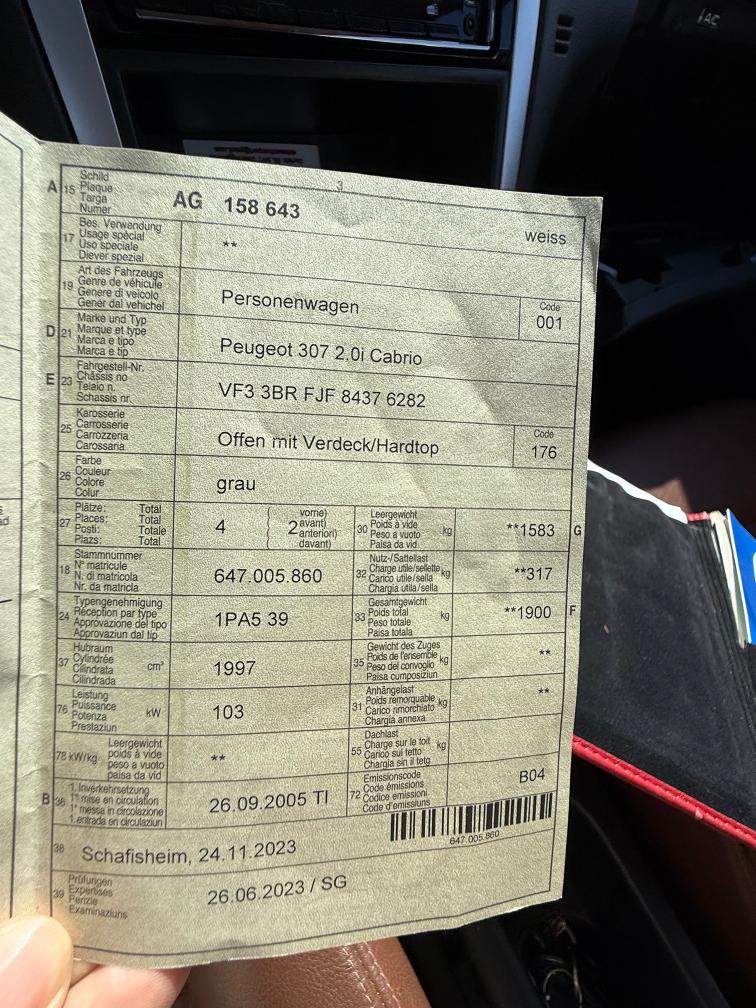 AC
3
A 15 Schild
Plaque
Targa
Numer
AG 158 643
weiss
17 Bes. Verwendung
Usage spécial
Uso speciale
Diever spezial
**
19 Art des Fahrzeugs
Genre de véhicule
Genere di veicolo
Gener dal vehichel
Personenwagen
Code
001
D 21 Marke und Typ
Marque et type
Marca e tipo
Marca e tip
Peugeot 307 2.0i Cabrio
E 23 Fahrgestell-Nr.
Châssis no
Telaio n.
Schassis nr.
VF3 3BR FJF 8437 6282
25 Karosserie
Carrosserie
Carrozzeria
Carossaria
Offen mit Verdeck/Hardtop
Code
176
26 Farbe
Couleur
Colore
Colur
grau
27 Plätze: Total
Places: Total
Posti: Totale
Plazs: Total
4
2
vorne)
avant)
anteriori)
davant)
30 Leergewicht
Poids à vide
Peso a vuoto
Paisa da vid
kg
**1583
G
18 Stammnummer
N° matricule
N. di matricola
Nr. da matricla
647.005.860
32 Nutz-/Sattellast
Charge utile/sellette
Carico utile/sella
Chargia utila/sella
kg
**317
24 Typengenehmigung
Réception par type
Approvazione del tipo
Approvaziun dal tip
1PA5 39
33 Gesamtgewicht
Poids total
Peso totale
Paisa totala
kg
**1900
F
37 Hubraum
Cylindrée
Cilindrata
Cilindrada
cm³
1997
35 Gewicht des Zuges
Poids de l'ensemble
Peso del convoglio
Paisa cumposiziun
kg
**
76 Leistung
Puissance
Potenza
Prestaziun
kW
103
31 Anhängelast
Poids remorquable
Carico rimorchiato
Chargia annexa
kg
**
78 kW/kg
Leergewicht
poids à vide
peso a vuoto
paisa da vid
**
55 Dachlast
Charge sur le toit
Carico sul tetto
Chargia sin il tetg
kg
B 36 1. Inverkehrsetzung
1re mise en circulation
1a messa in circolazione
1. entrada en circulaziun
26.09.2005 TI
72 Emissionscode
Code émissions
Codice emissioni
Code d'emissiuns
B04
647.005.860
38 Schafisheim, 24.11.2023
39 Prüfungen
Expertises
Perizie
Examinaziuns
26.06.2023 / SG